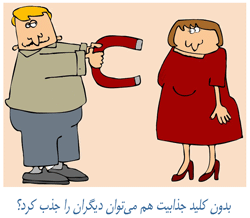 بدون کلید جذابیت هم می‌توان دیگران را جذب کرد؟